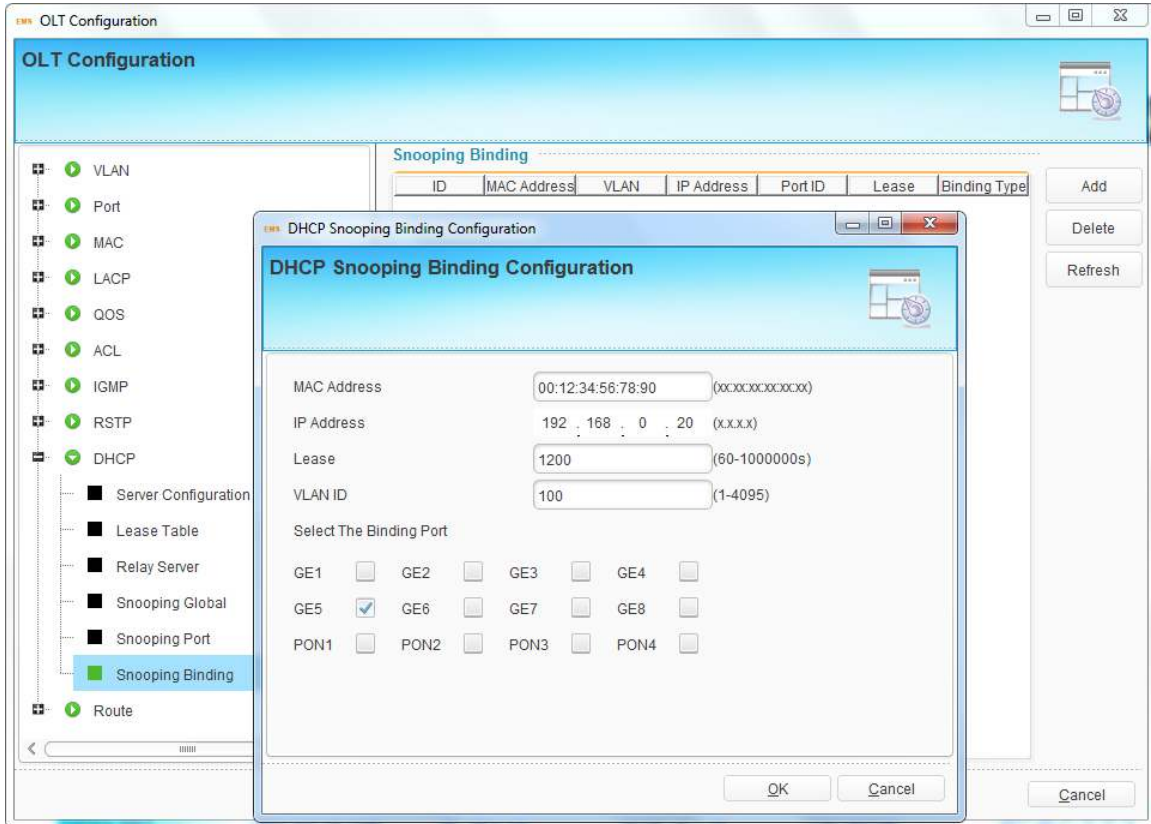 EMS OLT Configuration
OLT Configuration
Snooping Binding
ID MAC Address VLAN IP Address Port ID Lease Binding Type
Add
Delete
Refresh
VLAN
Port
MAC
LACP
QOS
ACL
IGMP
RSTP
DHCP
Server Configuration
Lease Table
Relay Server
Snooping Global
Snooping Port
Snooping Binding
Route
EMS DHCP Snooping Binding Configuration
DHCP Snooping Binding Configuration
MAC Address 00:12:34:56:78:90 (xx:xx:xx:xx:xx:xx)
IP Address 192 . 168 . 0 . 20 (x.x.x.x)
Lease 1200 (60-1000000s)
VLAN ID 100 (1-4095)
Select The Binding Port
GE1 GE2 GE3 GE4
GE5 GE6 GE7 GE8
PON1 PON2 PON3 PON4
OK Cancel
Cancel